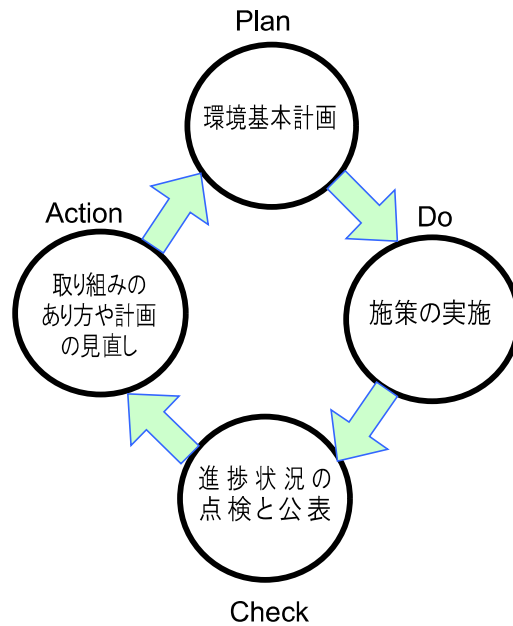 Plan
環境基本計画
Do
施策の実施
Check
進捗状況の
点検と公表
Action
取り組みの
あり方や計画
の見直し